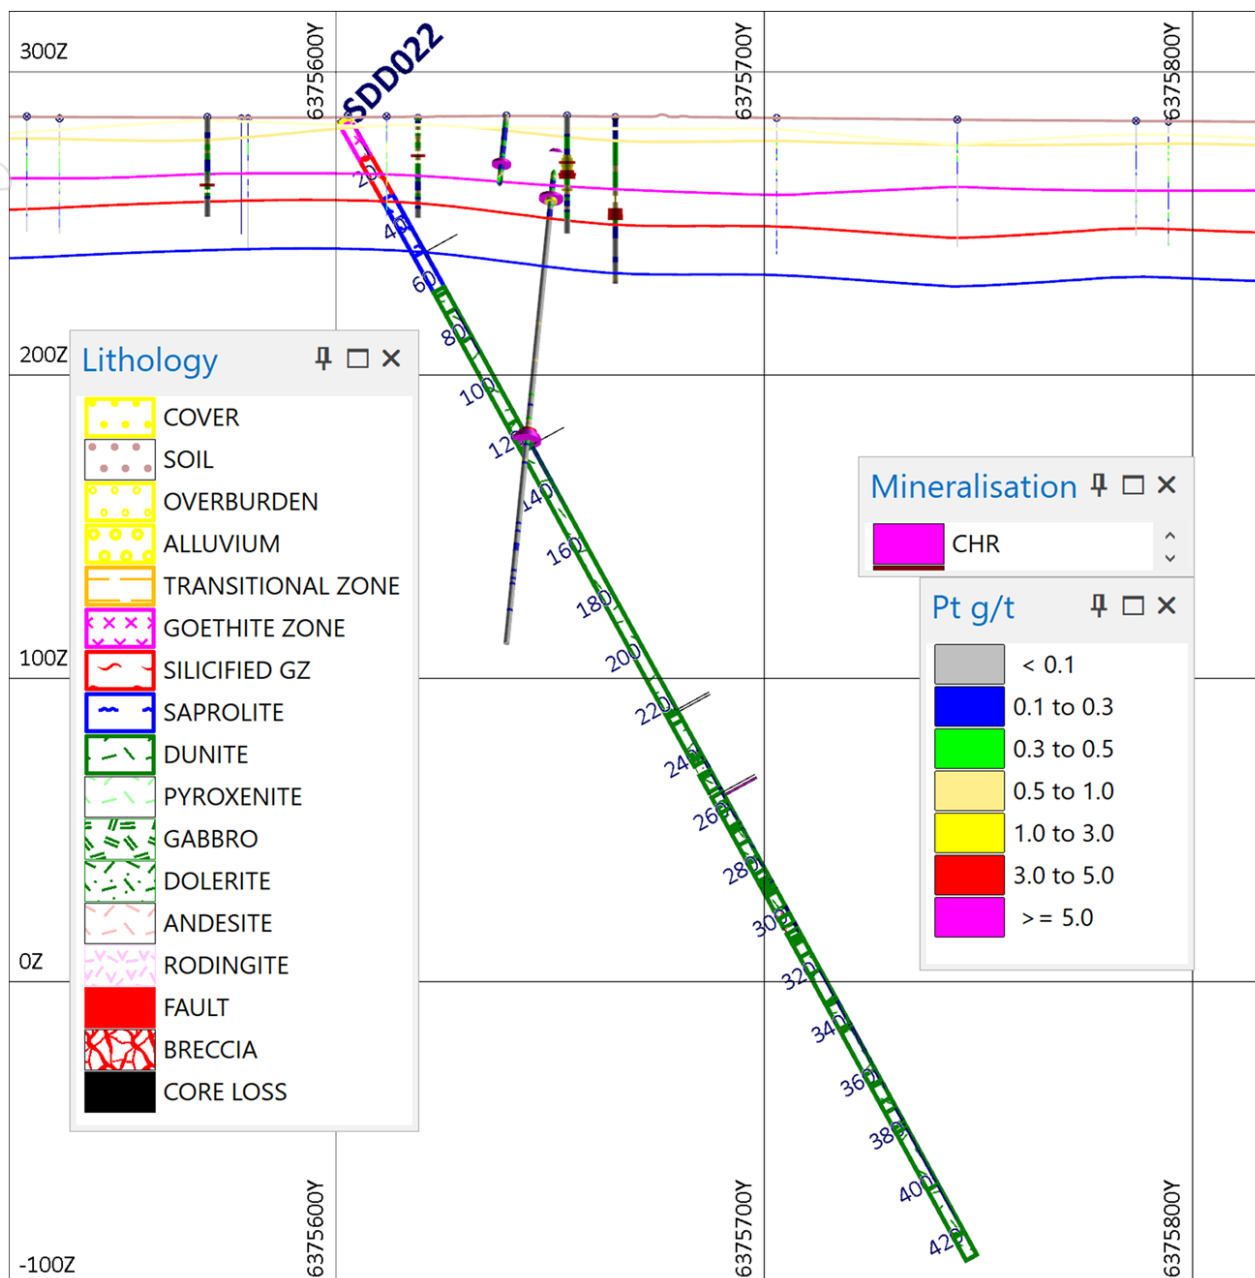 300Z
6375600Y
SDD022
6375700Y
6375800Y
20
40
60
200Z
80
100
120
140
160
180
100Z
200
220
240
260
280
300
0Z
320
340
360
380
400
420
-100Z
6375600Y
6375700Y
6375800Y
Lithology
COVER
SOIL
OVERBURDEN
ALLUVIUM
TRANSITIONAL ZONE
GOETHITE ZONE
SILICIFIED GZ
SAPROLITE
DUNITE
PYROXENITE
GABBRO
DOLERITE
ANDESITE
RODINGITE
FAULT
BRECCIA
CORE LOSS
Mineralisation
CHR
Pt g/t
< 0.1
0.1 to 0.3
0.3 to 0.5
0.5 to 1.0
1.0 to 3.0
3.0 to 5.0
>= 5.0